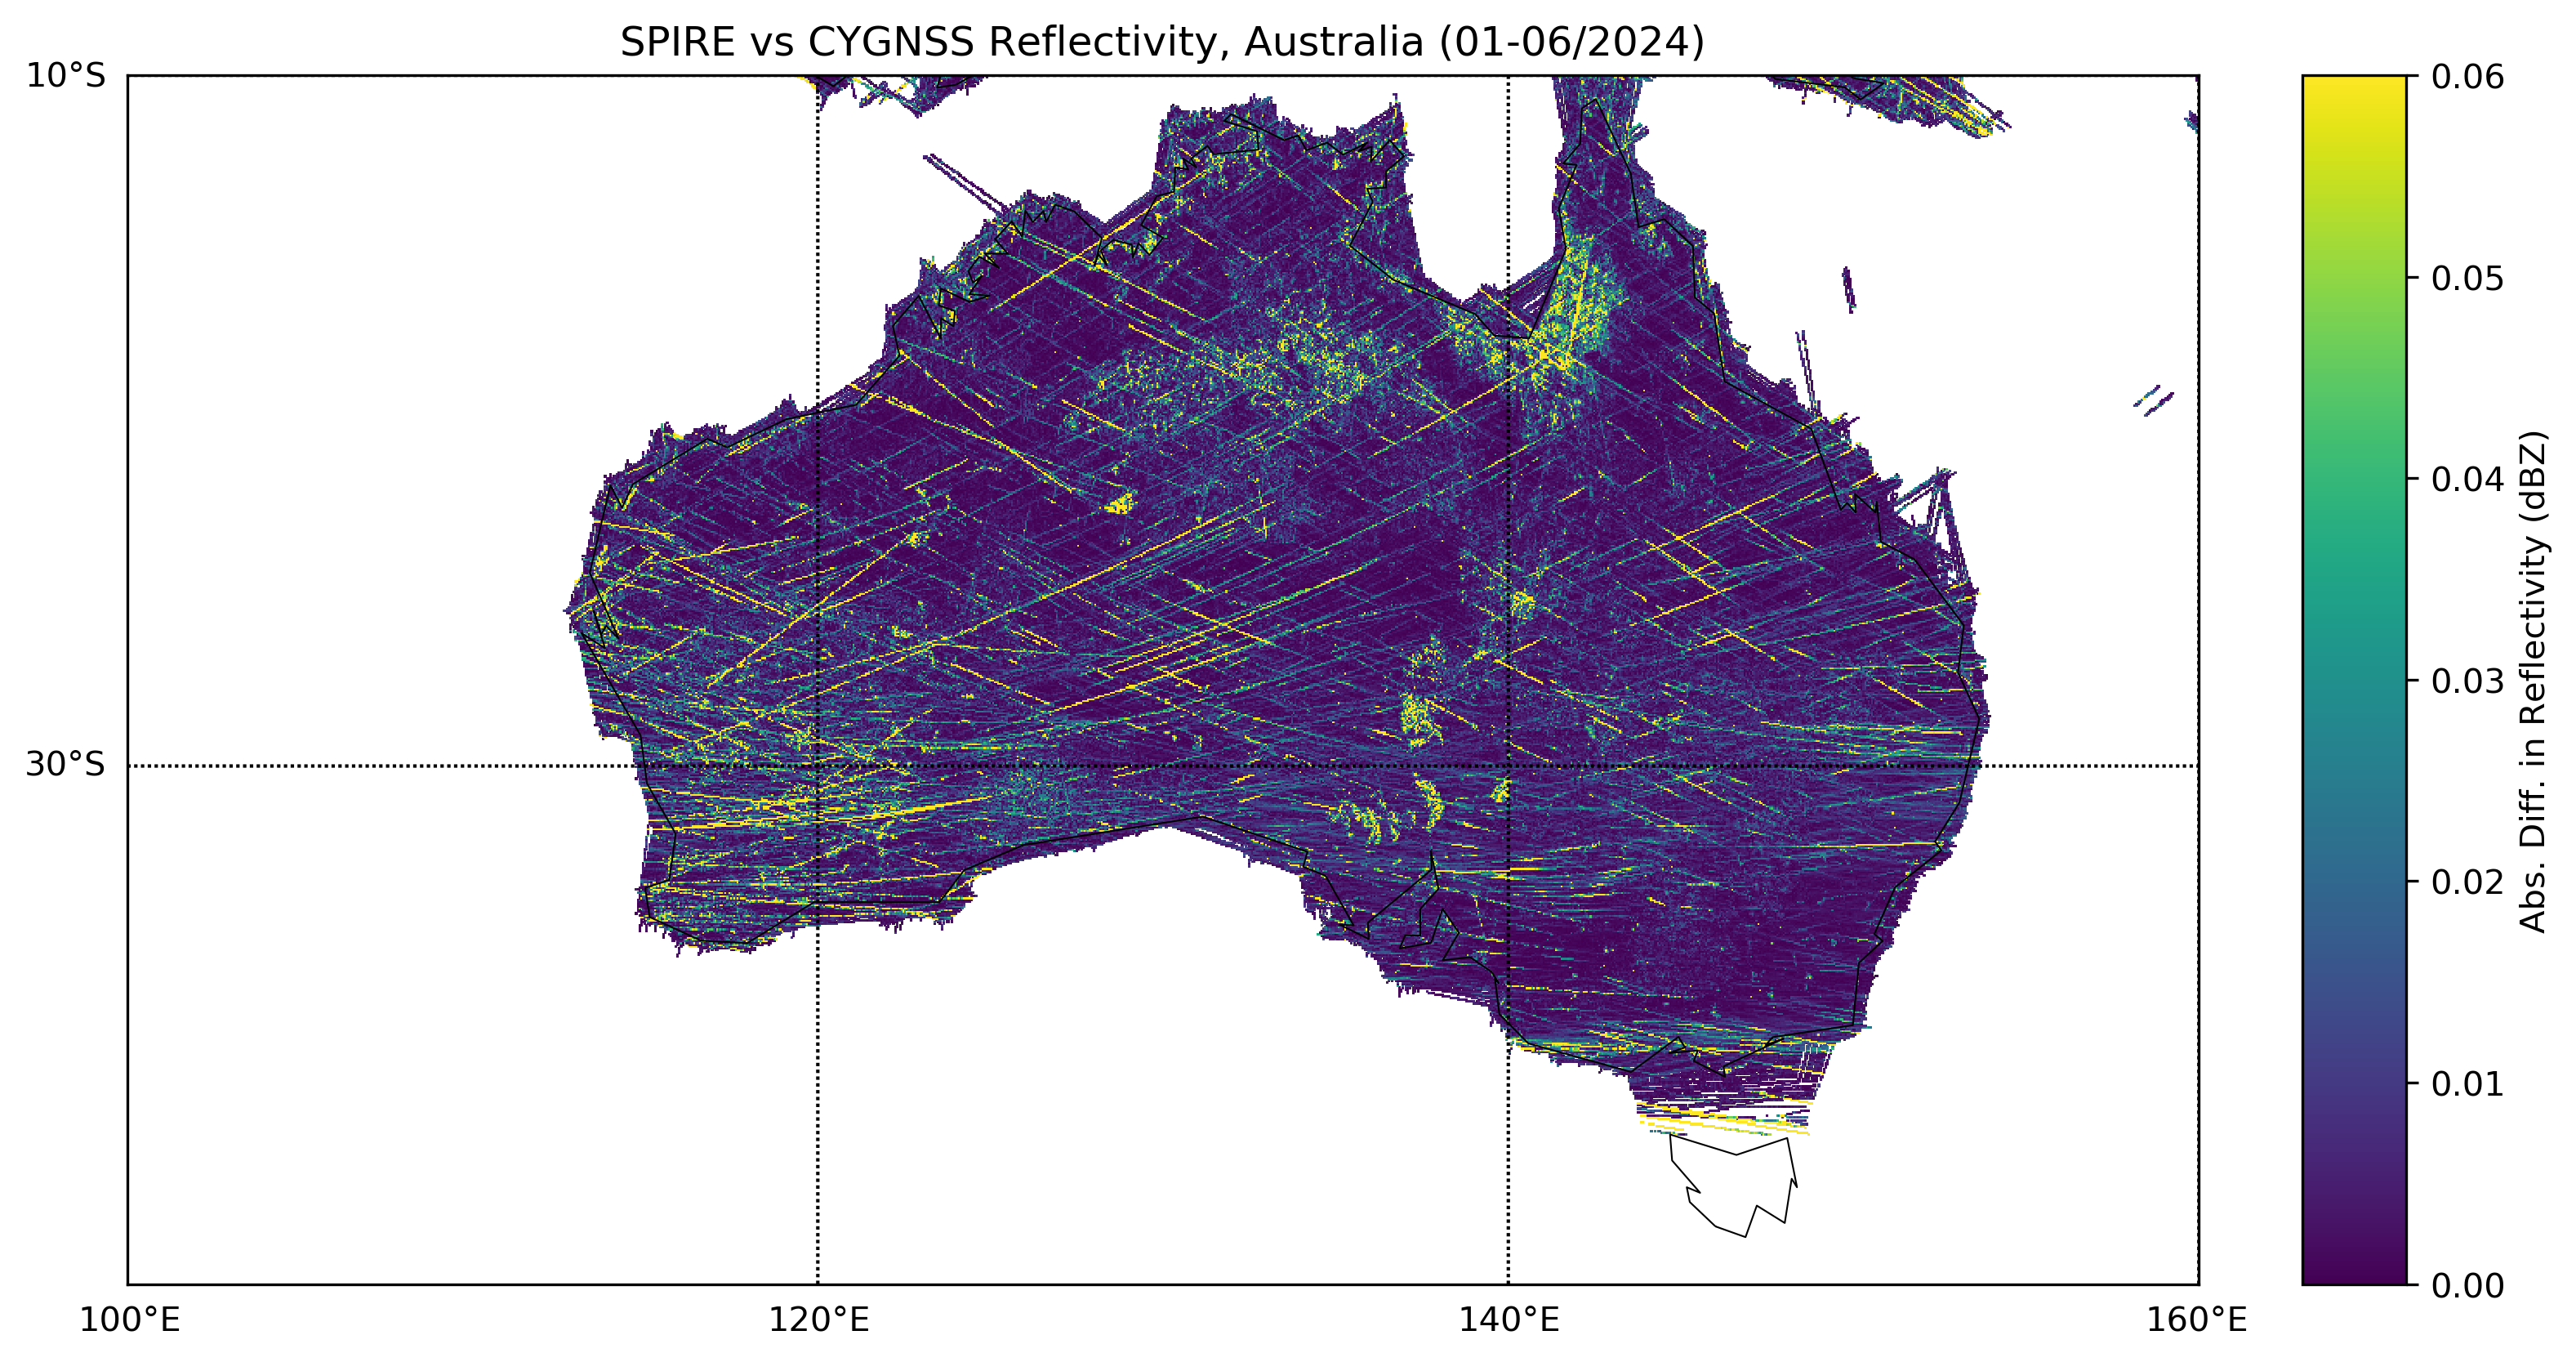 SPIRE vs CYGNSS Reflectivity, Australia (01-06/2024)
10°S
30°S
100°E
120°E
140°E
160°E
0.06
0.05
0.04
0.03
0.02
0.01
0.00
Abs. Diff. in Reflectivity (dBZ)